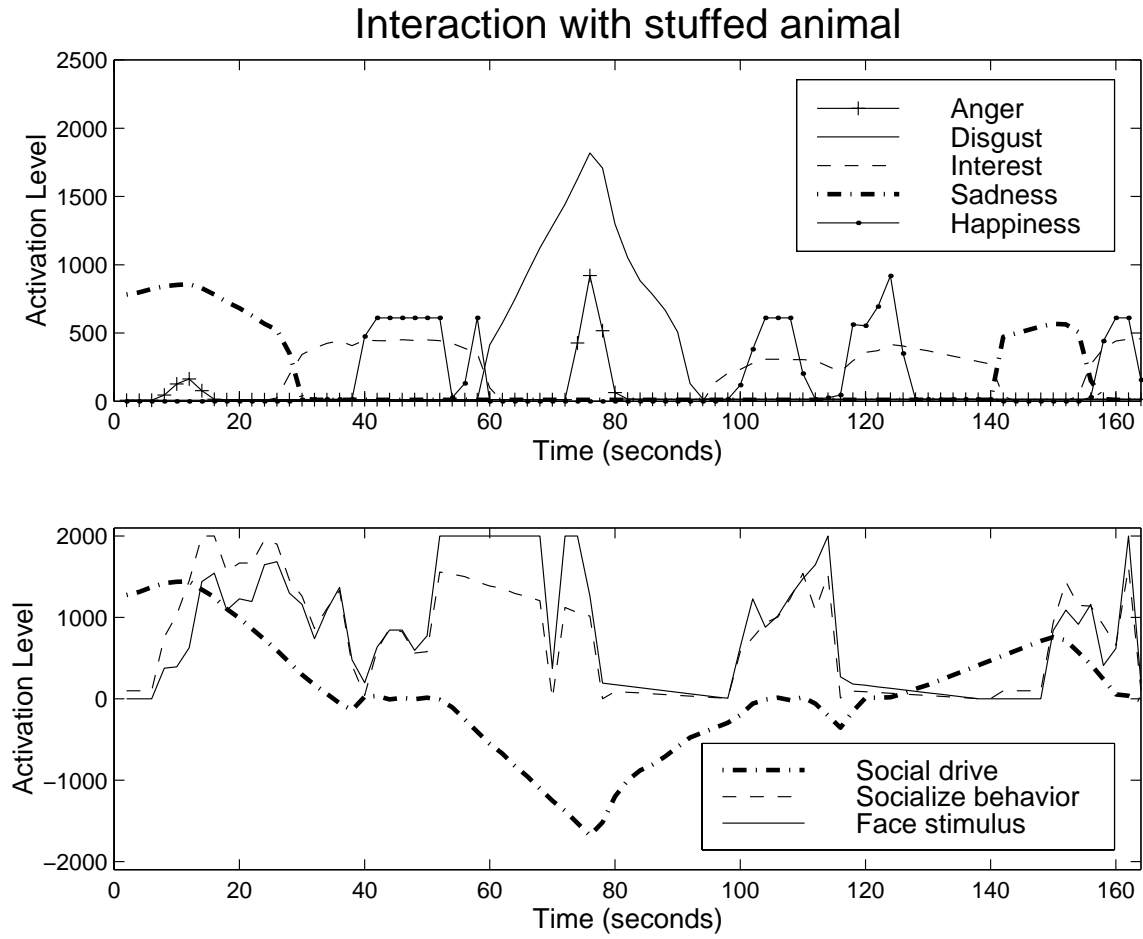 Interaction with stuffed animal
2500
2000
1500
1000
500
0
Activation Level
Anger
Disgust
Interest
Sadness
Happiness
0 20 40 60 80 100 120 140 160
Time (seconds)
2000
1000
0
−1000
−2000
Activation Level
Social drive
Socialize behavior
Face stimulus
0 20 40 60 80 100 120 140 160
Time (seconds)